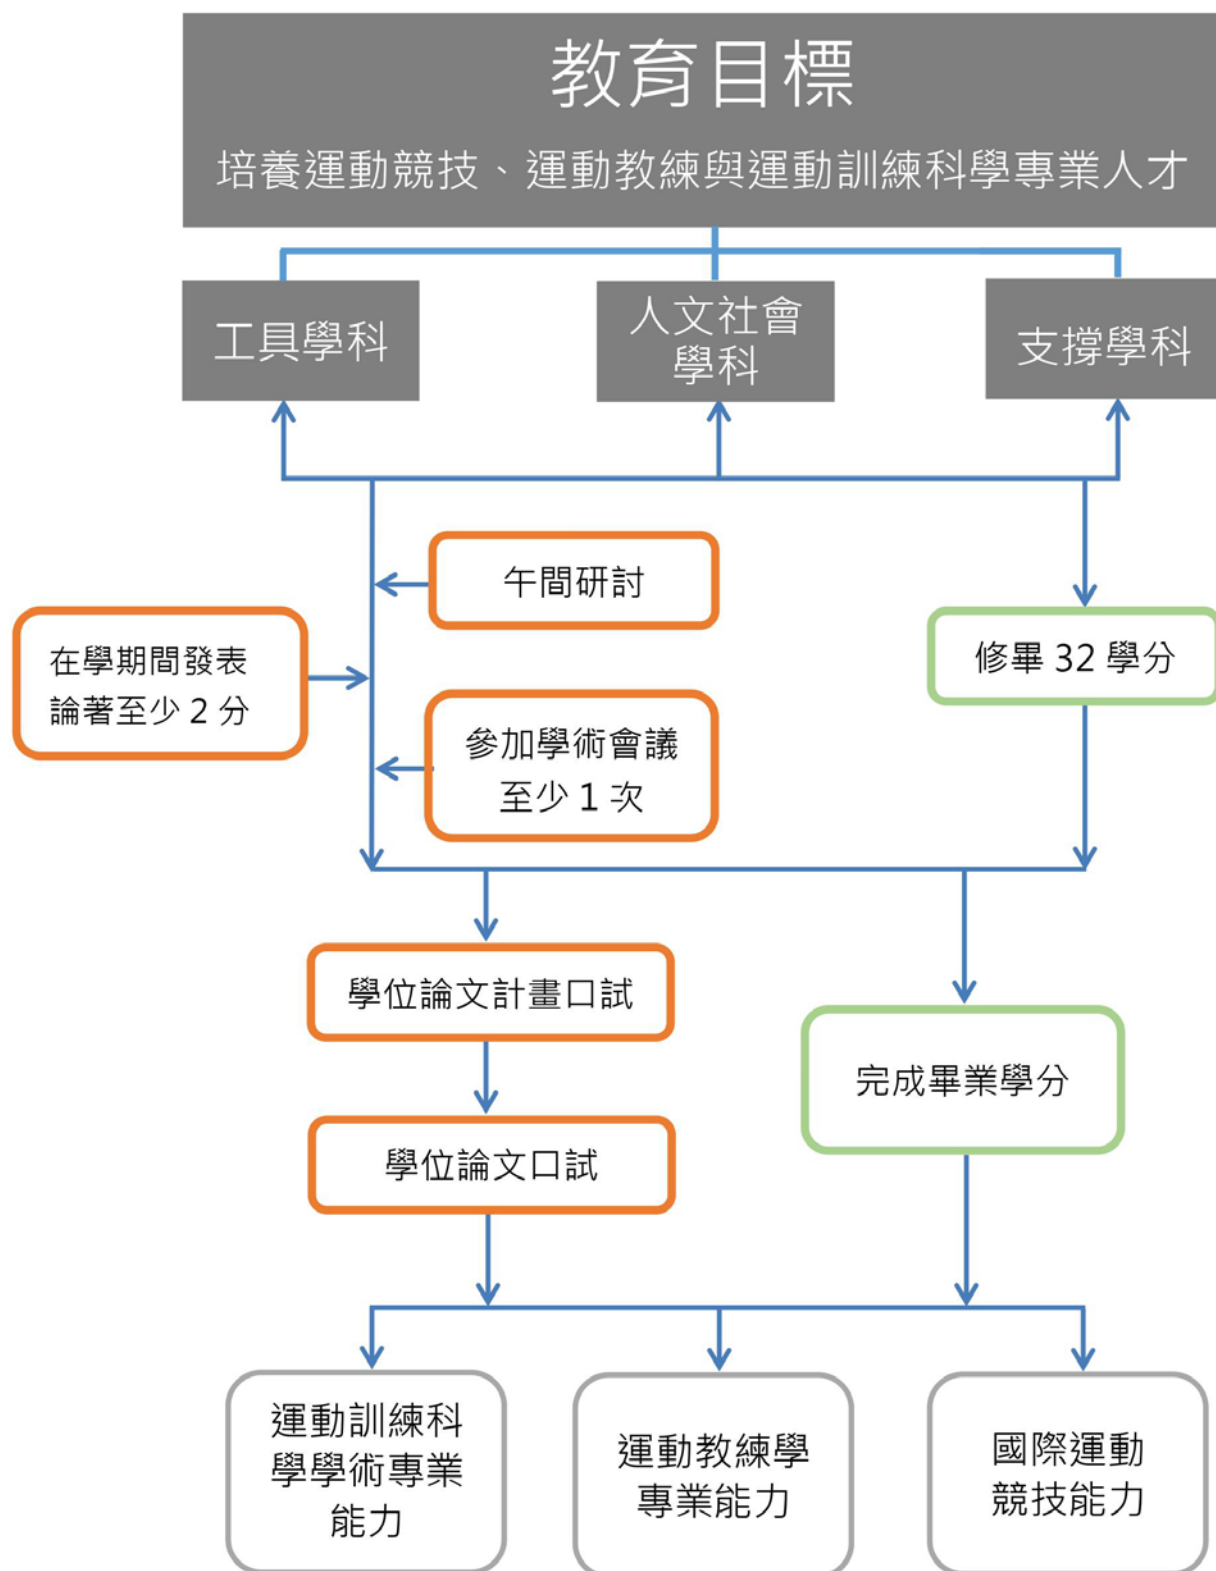 教育目標
培養運動競技、運動教練與運動訓練科學專業人才
工具學科
人文社會
學科
支撐學科
午間研討
在學期間發表
論著至少 2 分
修畢 32 學分
參加學術會議
至少 1 次
學位論文計畫口試
完成畢業學分
學位論文口試
運動訓練科
學學術專業
能力
運動教練學
專業能力
國際運動
競技能力